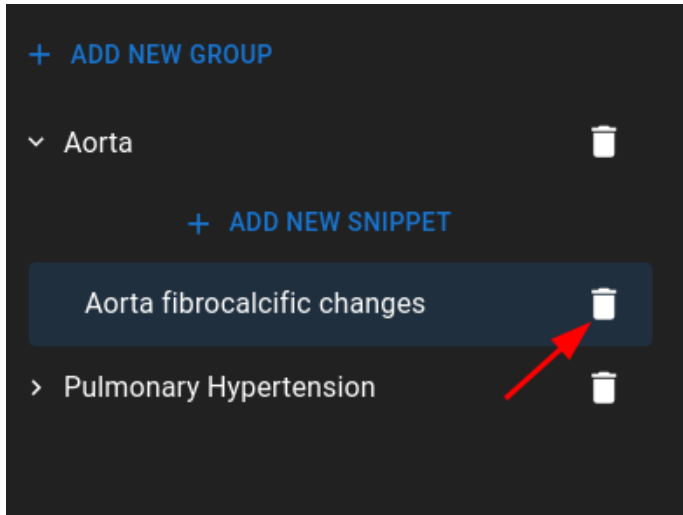 + ADD NEW GROUP
Aorta
+ ADD NEW SNIPPET
Aorta fibrocalcific changes
Pulmonary Hypertension